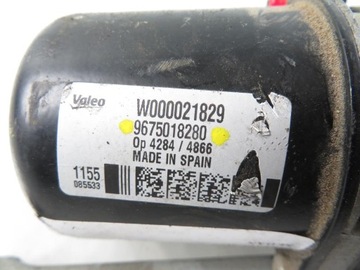 Valeo
W000021829
9675018280
Op 4284 / 4866
MADE IN SPAIN
1155
085533